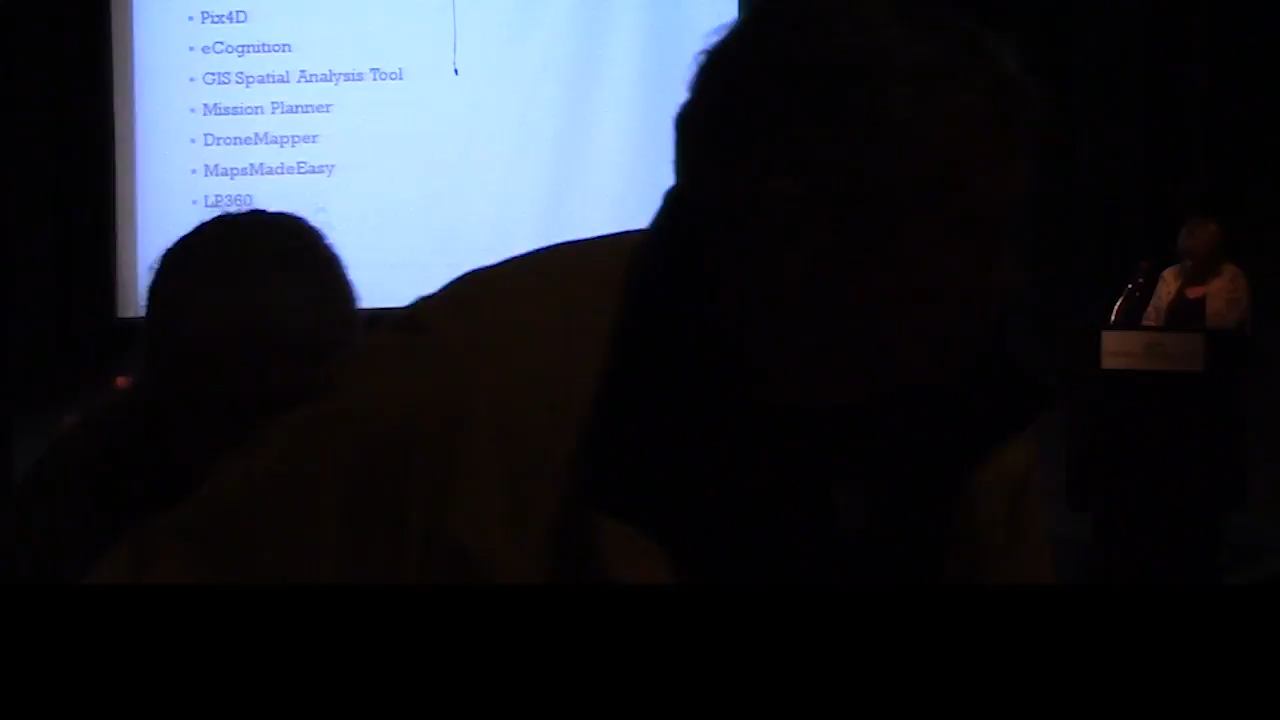 • Pix4D
• eCognition
• GIS Spatial Analysis Tool
• Mission Planner
• DroneMapper
• MapsMadeEasy
• LP360